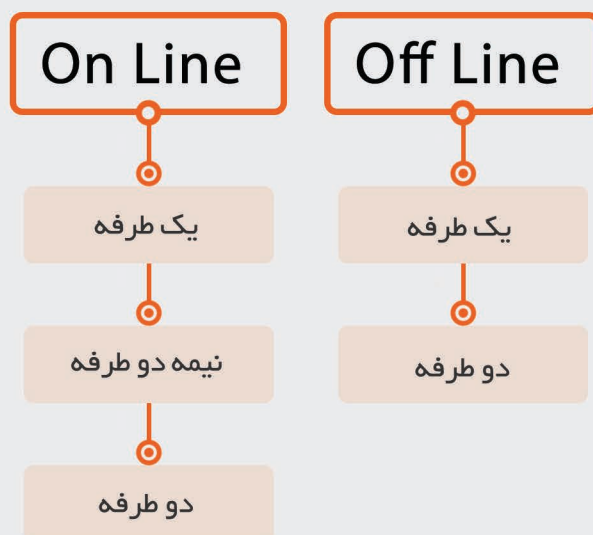 On Line
یک طرفه
نیمه دو طرفه
دو طرفه
Off Line
یک طرفه
دو طرفه